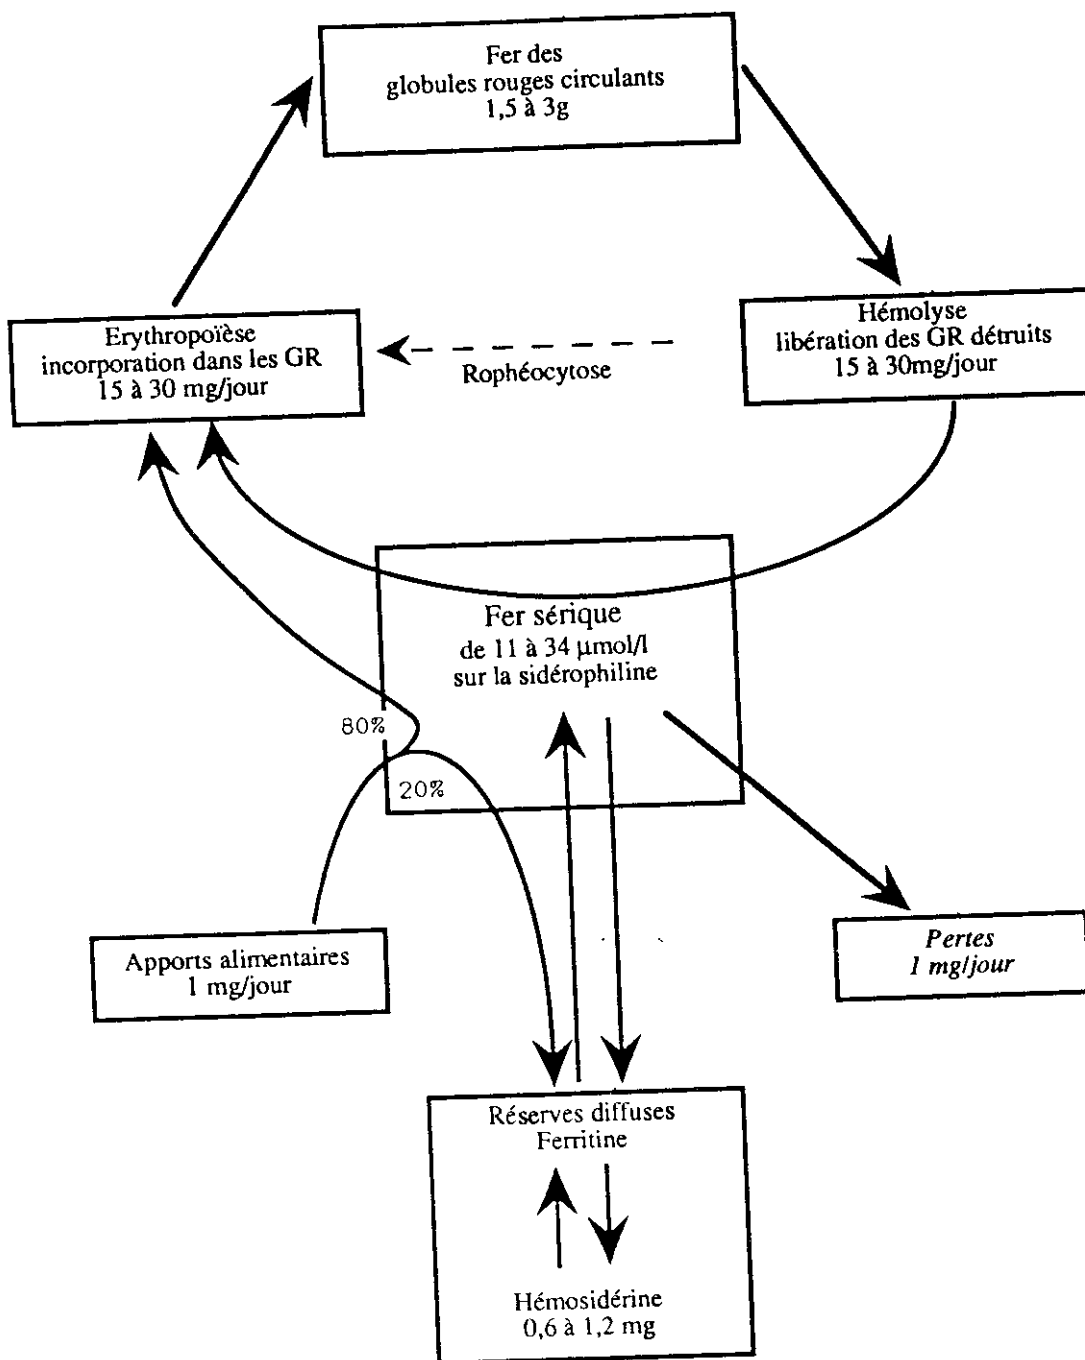 Fer des
globules rouges circulants
1,5 à 3g
Erythropoïèse
incorporation dans les GR
15 à 30 mg/jour
Rophéocytose
Hémolyse
libération des GR détruits
15 à 30mg/jour
Fer sérique
de 11 à 34 µmol/l
sur la sidérophiline
80%
20%
Apports alimentaires
1 mg/jour
Pertes
1 mg/jour
Réserves diffuses
Ferritine
Hémosidérine
0,6 à 1,2 mg